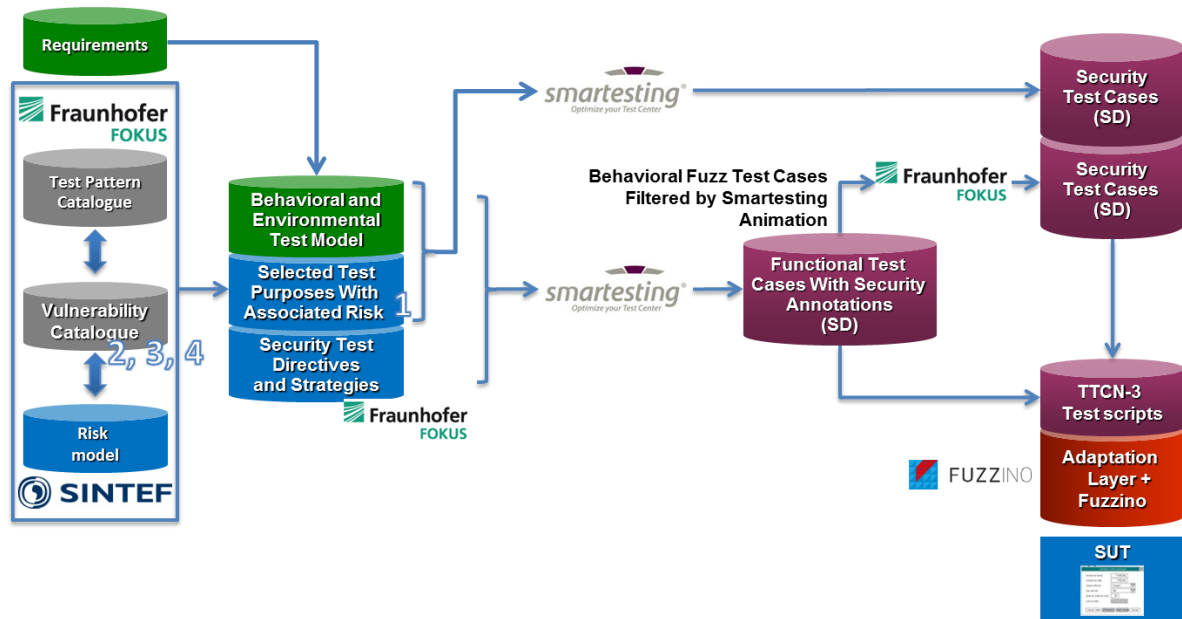 Requirements
Fraunhofer
FOKUS
Test Pattern
Catalogue
Vulnerability
Catalogue
2, 3, 4
Risk
model
SINTEF
Behavioral and
Environmental
Test Model
Selected Test
Purposes With
Associated Risk
1
Security Test
Directives
and Strategies
Fraunhofer
FOKUS
smartesting®
Optimize your Test Center
smartesting®
Optimize your Test Center
Behavioral Fuzz Test Cases
Filtered by Smartesting
Animation
Fraunhofer
FOKUS
Functional Test
Cases With Security
Annotations
(SD)
Security
Test Cases
(SD)
Security
Test Cases
(SD)
TTCN-3
Test scripts
FUZZINO
Adaptation
Layer +
Fuzzino
SUT